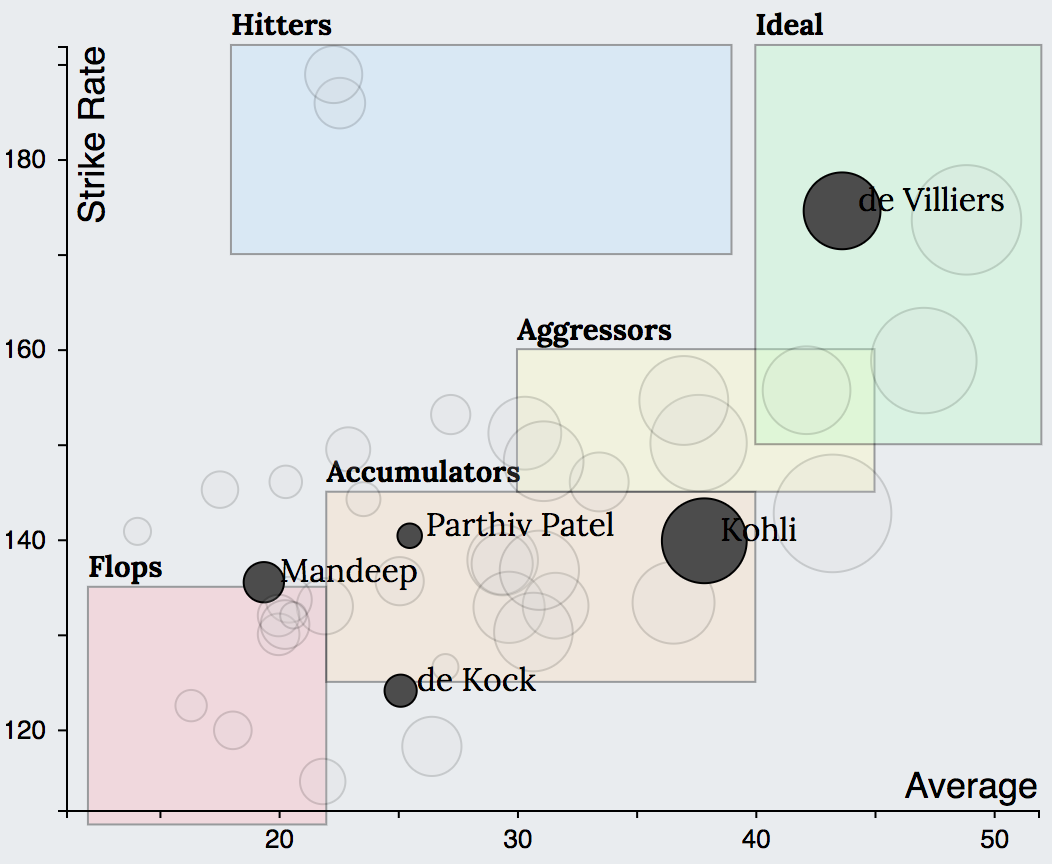 Hitters
Ideal
Strike Rate
180
de Villiers
160
Aggressors
Accumulators
140
Parthiv Patel
Kohli
Flops
Mandeep
de Kock
120
Average
20
30
40
50